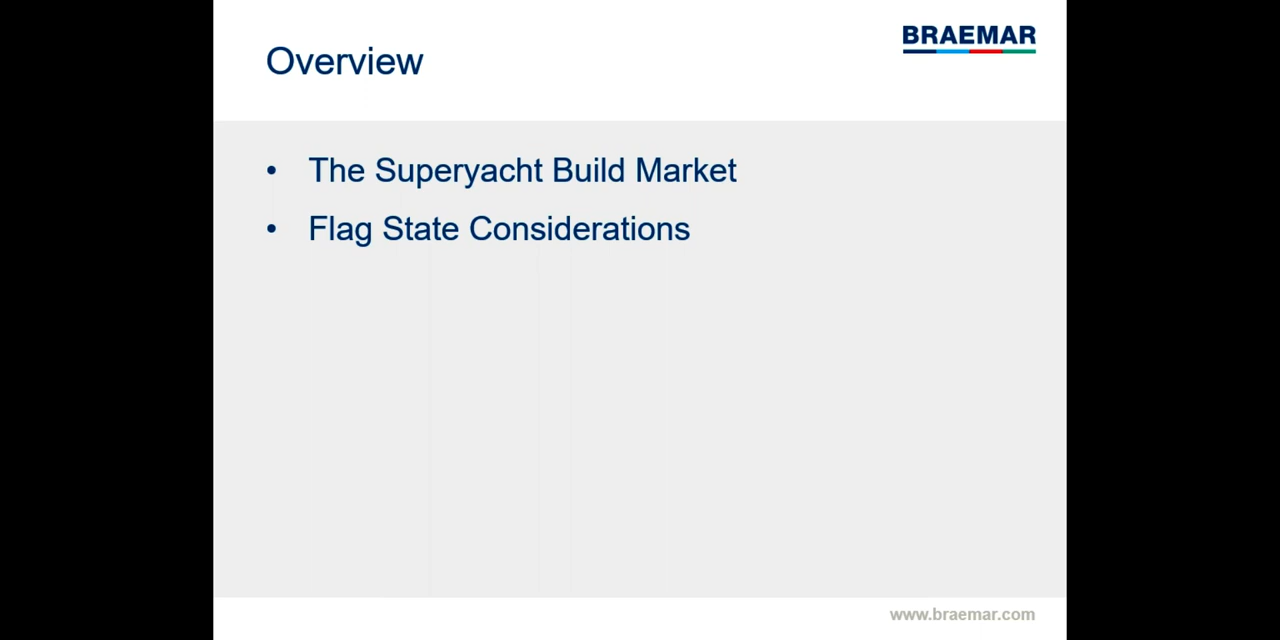 BRAEMAR
Overview
• The Superyacht Build Market
• Flag State Considerations
www.braemar.com